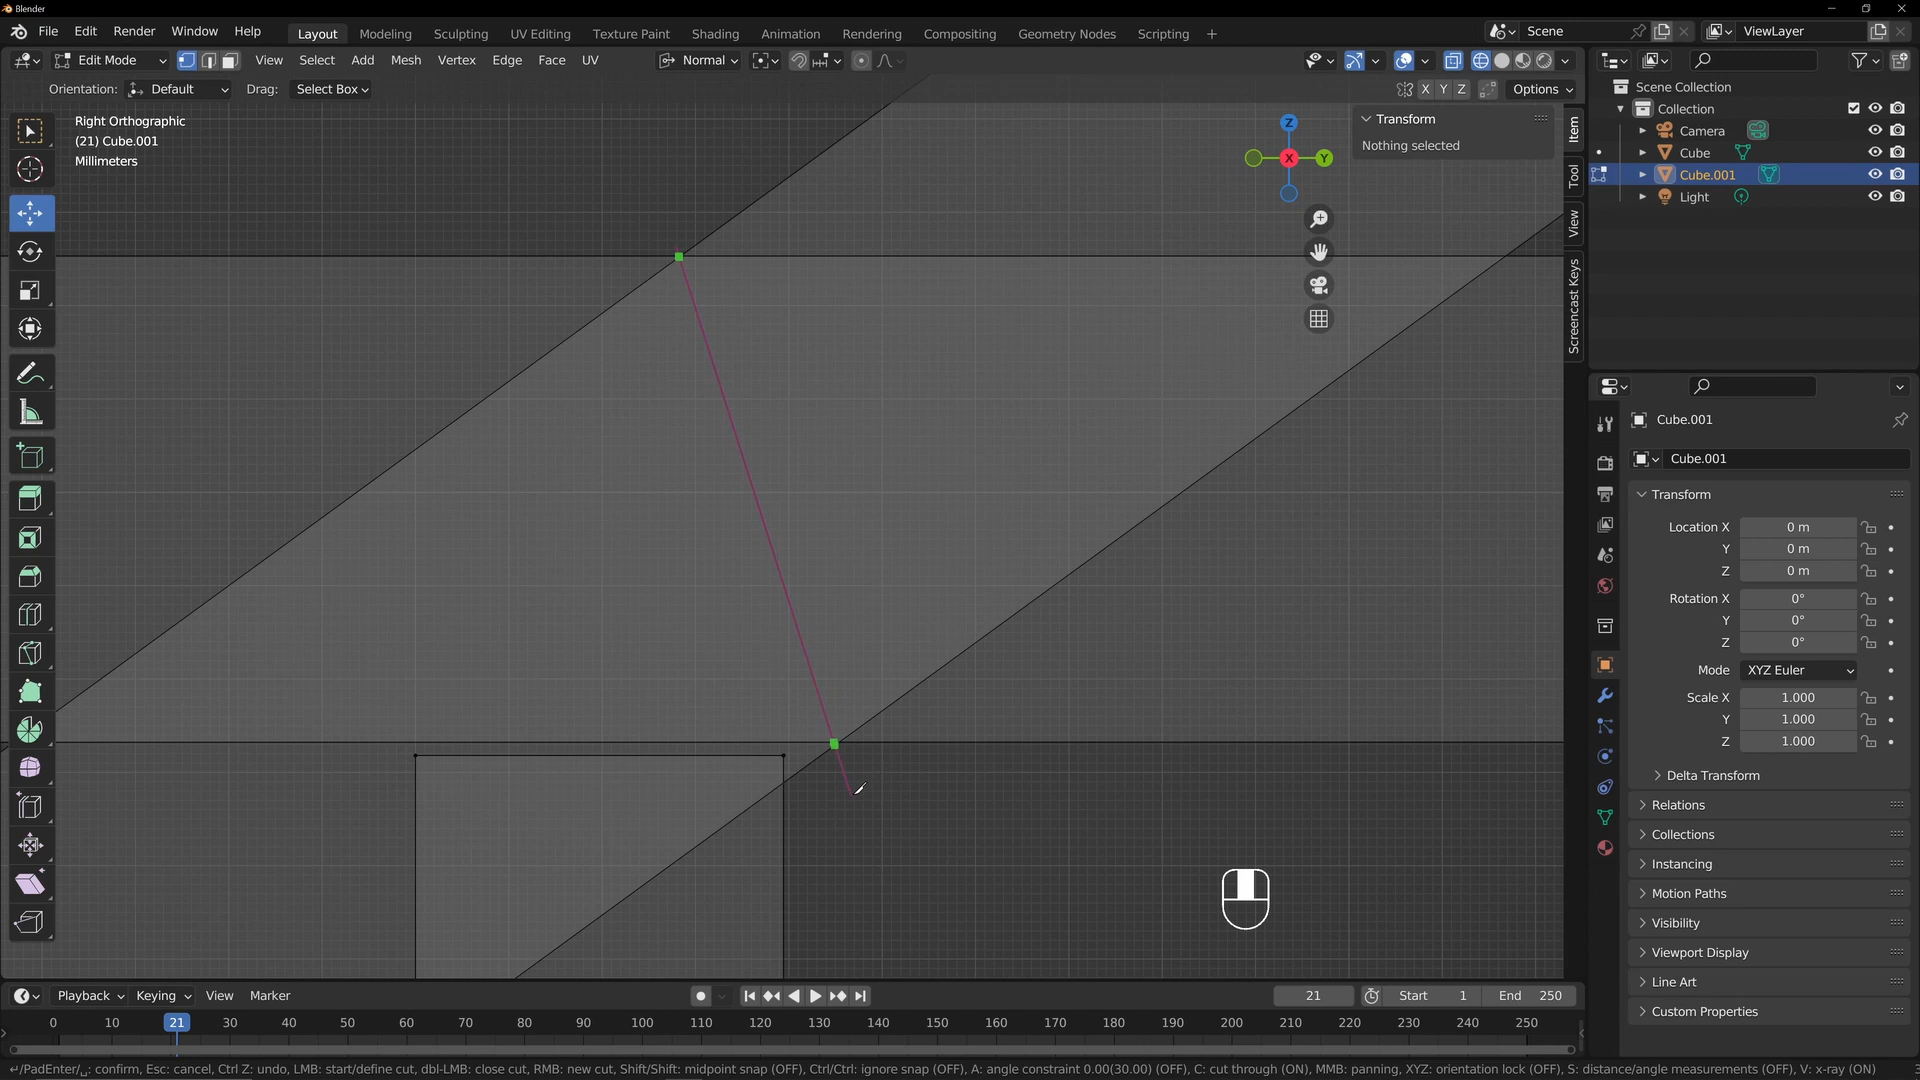 Blender
File Edit Render Window Help
Layout Modeling Sculpting UV Editing Texture Paint Shading Animation Rendering Compositing Geometry Nodes Scripting +
Scene
ViewLayer
Edit Mode View Select Add Mesh Vertex Edge Face UV
Normal
Orientation: Default Drag: Select Box
X Y Z Options
Right Orthographic
(21) Cube.001
Millimeters
Transform
Nothing selected
Z
X
Y
Item
Tool
View
Screencast Keys
Scene Collection
Collection
Camera
Cube
Cube.001
Light
Cube.001
Cube.001
Transform
Location X 0 m
Y 0 m
Z 0 m
Rotation X 0°
Y 0°
Z 0°
Mode XYZ Euler
Scale X 1.000
Y 1.000
Z 1.000
Delta Transform
Relations
Collections
Instancing
Motion Paths
Visibility
Viewport Display
Line Art
Custom Properties
Playback Keying View Marker
21 Start 1 End 250
0 10 21 30 40 50 60 70 80 90 100 110 120 130 140 150 160 170 180 190 200 210 220 230 240 250
↵/PadEnter/␣: confirm, Esc: cancel, Ctrl Z: undo, LMB: start/define cut, dbl-LMB: close cut, RMB: new cut, Shift/Shift: midpoint snap (OFF), Ctrl/Ctrl: ignore snap (OFF), A: angle constraint 0.00(30.00) (OFF), C: cut through (ON), MMB: panning, XYZ: orientation lock (OFF), S: distance/angle measurements (OFF), V: x-ray (ON)